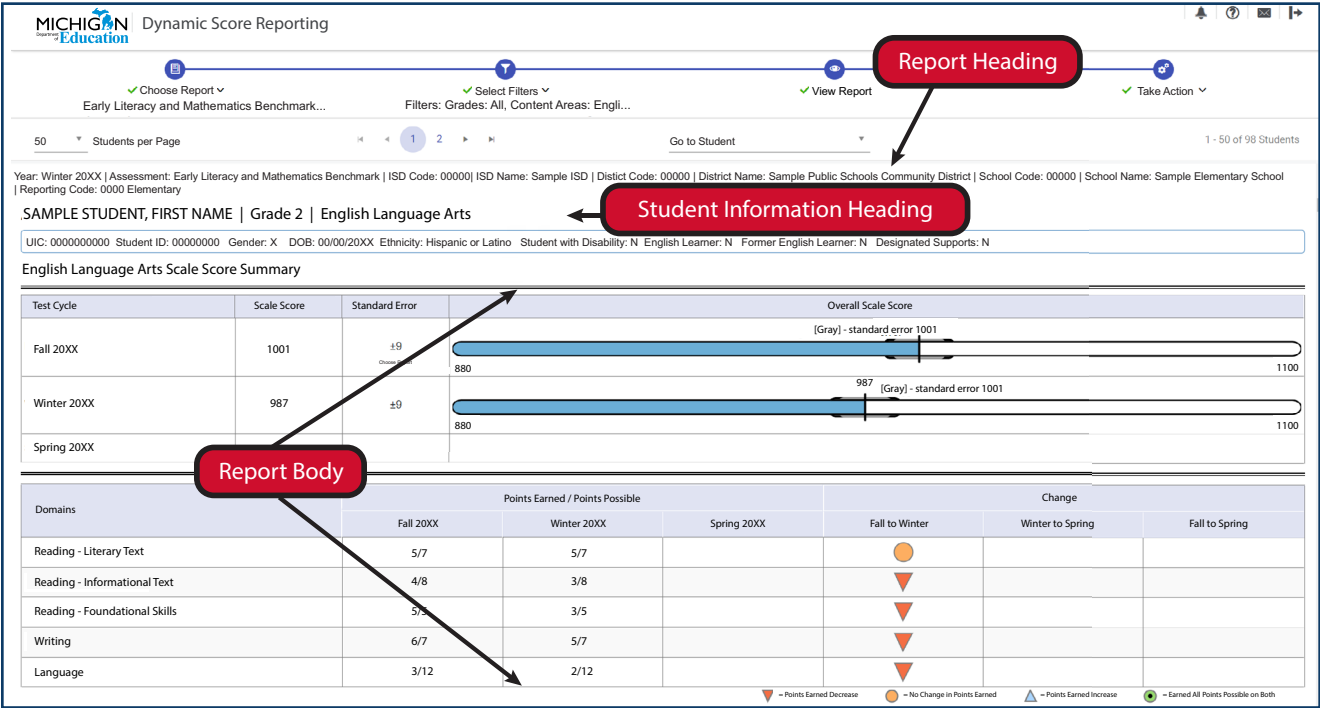 MICHIGAN
Department of Education
Dynamic Score Reporting
Report Heading
Choose Report
Select Filters
View Report
Take Action
Early Literacy and Mathematics Benchmark...
Filters: Grades: All, Content Areas: Engli...
50 Students per Page
1 2
Go to Student
1 - 50 of 98 Students
Year: Winter 20XX | Assessment: Early Literacy and Mathematics Benchmark | ISD Code: 00000| ISD Name: Sample ISD | Distict Code: 00000 | District Name: Sample Public Schools Community District | School Code: 00000 | School Name: Sample Elementary School
| Reporting Code: 0000 Elementary
SAMPLE STUDENT, FIRST NAME | Grade 2 | English Language Arts
Student Information Heading
UIC: 0000000000 Student ID: 00000000 Gender: X DOB: 00/00/20XX Ethnicity: Hispanic or Latino Student with Disability: N English Learner: N Former English Learner: N Designated Supports: N
English Language Arts Scale Score Summary
Test Cycle Scale Score Standard Error Overall Scale Score
[Gray] - standard error 1001
Fall 20XX 1001 ±9
880 1100
987 [Gray] - standard error 1001
Winter 20XX 987 ±9
880 1100
Spring 20XX
Report Body
Domains Points Earned / Points Possible Change
Fall 20XX Winter 20XX Spring 20XX Fall to Winter Winter to Spring Fall to Spring
Reading - Literary Text 5/7 5/7
Reading - Informational Text 4/8 3/8
Reading - Foundational Skills 5/5 3/5
Writing 6/7 5/7
Language 3/12 2/12
= Points Earned Decrease = No Change in Points Earned = Points Earned Increase = Earned All Points Possible on Both